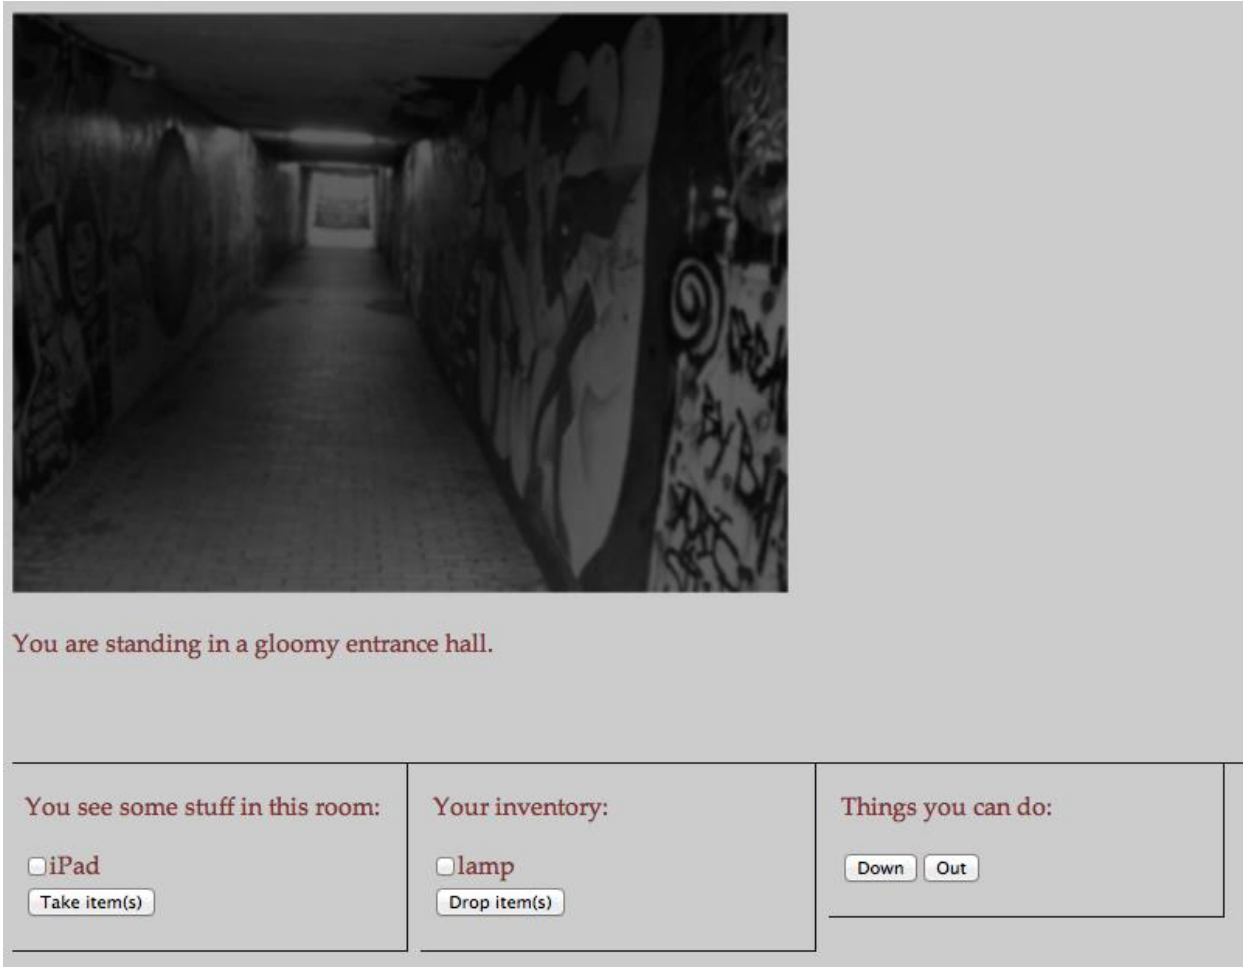 You are standing in a gloomy entrance hall.
You see some stuff in this room:
iPad
Take item(s)
Your inventory:
lamp
Drop item(s)
Things you can do:
Down Out